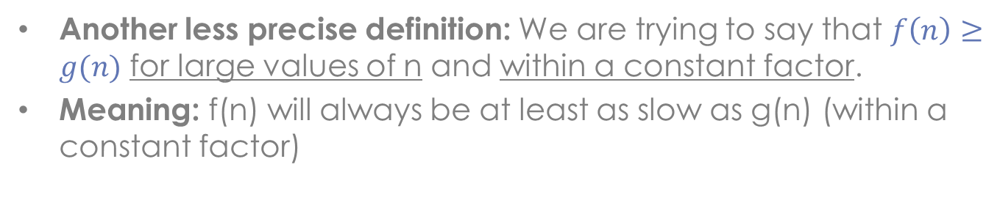 • Another less precise definition: We are trying to say that f(n) ≥
g(n) for large values of n and within a constant factor.
• Meaning: f(n) will always be at least as slow as g(n) (within a
constant factor)